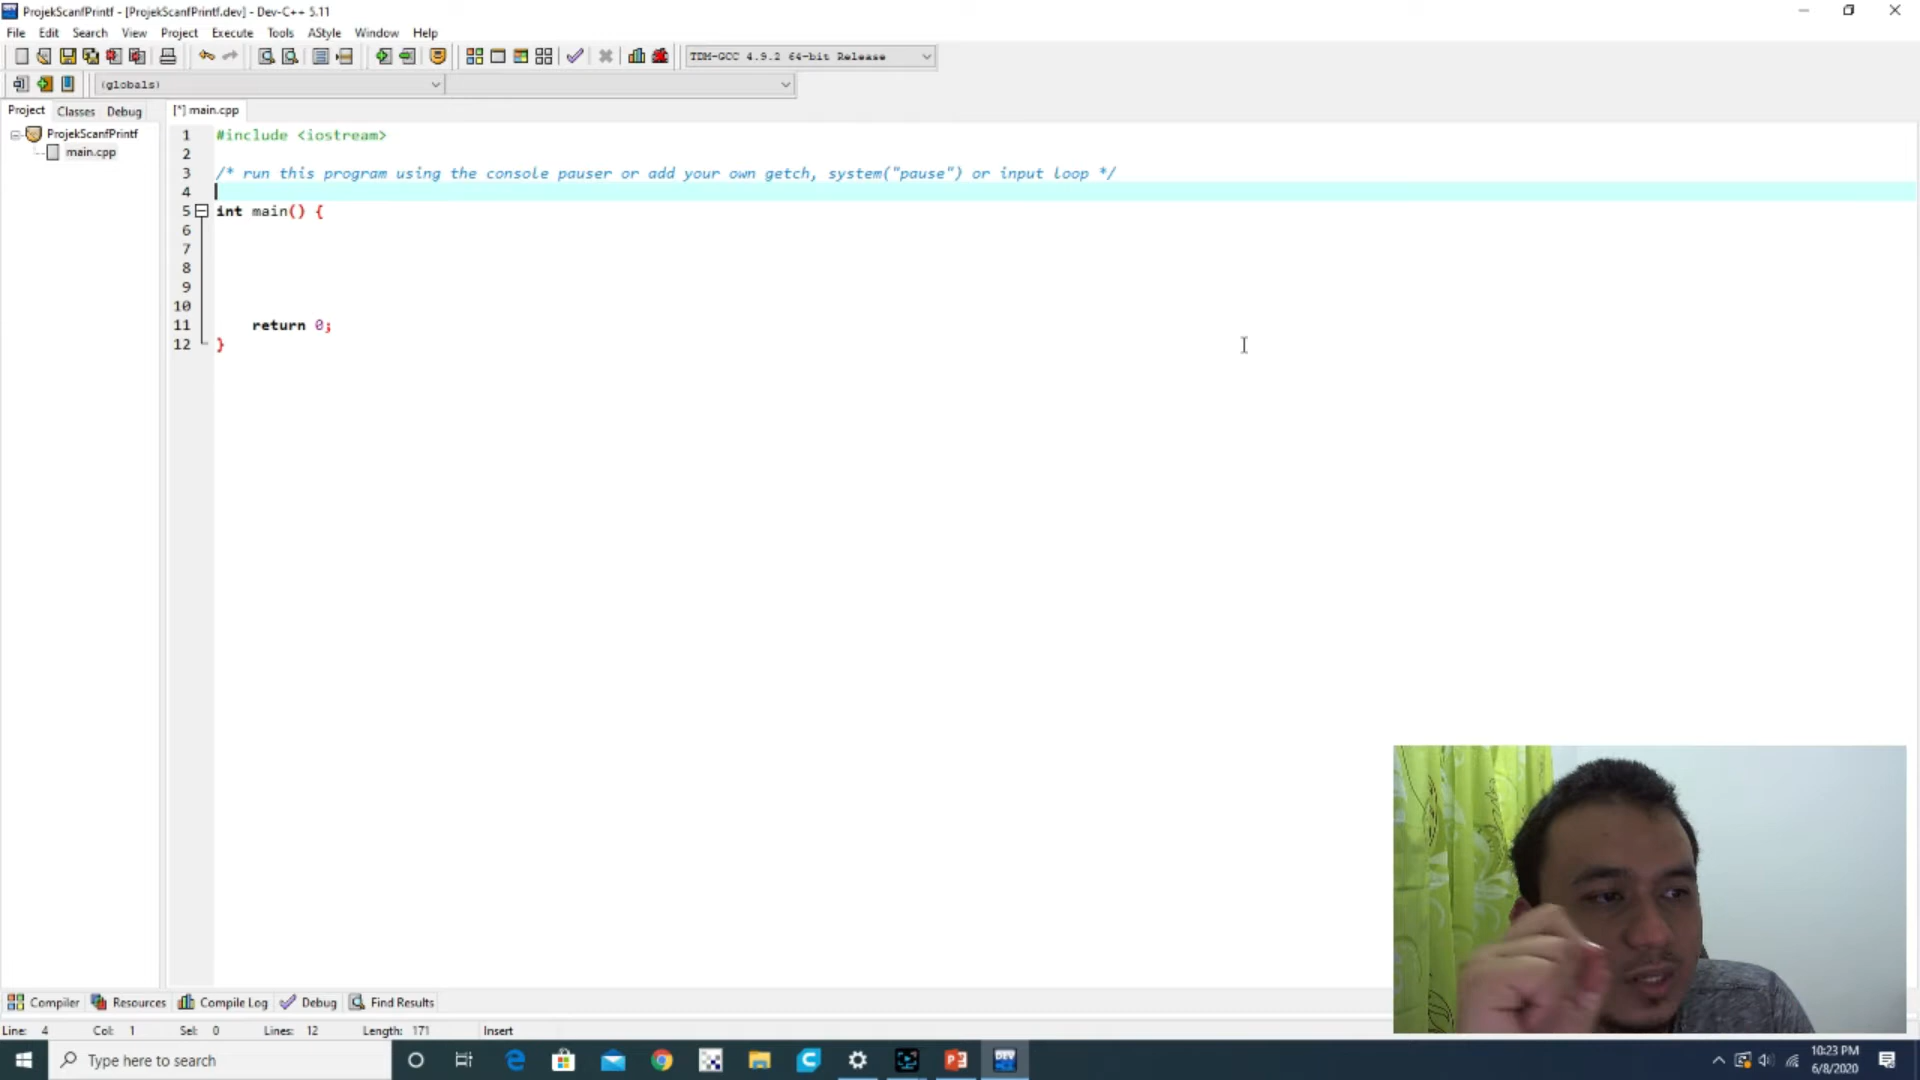 ProjekScanfPrintf - [ProjekScanfPrintf.dev] - Dev-C++ 5.11
File Edit Search View Project Execute Tools AStyle Window Help
TDM-GCC 4.9.2 64-bit Release
(globals)
Project Classes Debug
[*] main.cpp
ProjekScanfPrintf
main.cpp
1 #include <iostream>
2
3 /* run this program using the console pauser or add your own getch, system("pause") or input loop */
4
5 int main() {
6
7
8
9
10
11 return 0;
12 }
Compiler Resources Compile Log Debug Find Results
Line: 4 Col: 1 Sel: 0 Lines: 12 Length: 171 Insert
Type here to search
DEV
10:23 PM
6/8/2020